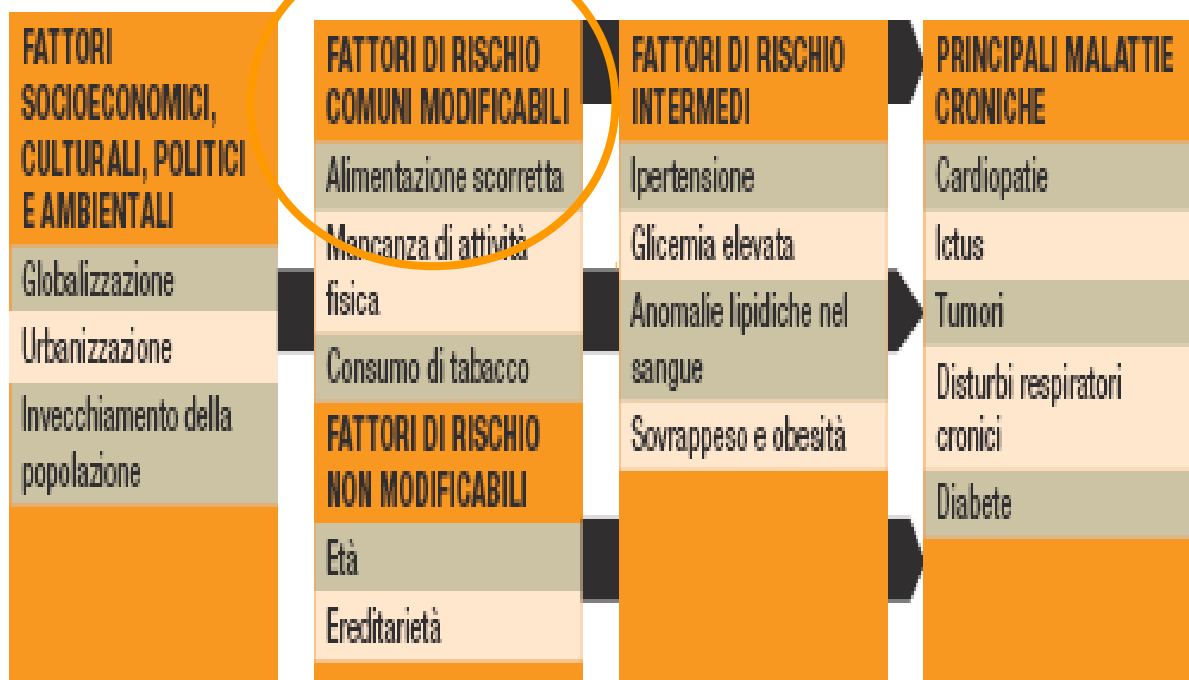 FATTORI
SOCIOECONOMICI,
CULTURALI, POLITICI
E AMBIENTALI
Globalizzazione
Urbanizzazione
Invecchiamento della
popolazione
FATTORI DI RISCHIO
COMUNI MODIFICABILI
Alimentazione scorretta
Mancanza di attività
fisica
Consumo di tabacco
FATTORI DI RISCHIO
NON MODIFICABILI
Età
Ereditarietà
FATTORI DI RISCHIO
INTERMEDI
Ipertensione
Glicemia elevata
Anomalie lipidiche nel
sangue
Sovrappeso e obesità
PRINCIPALI MALATTIE
CRONICHE
Cardiopatie
Ictus
Tumori
Disturbi respiratori
cronici
Diabete